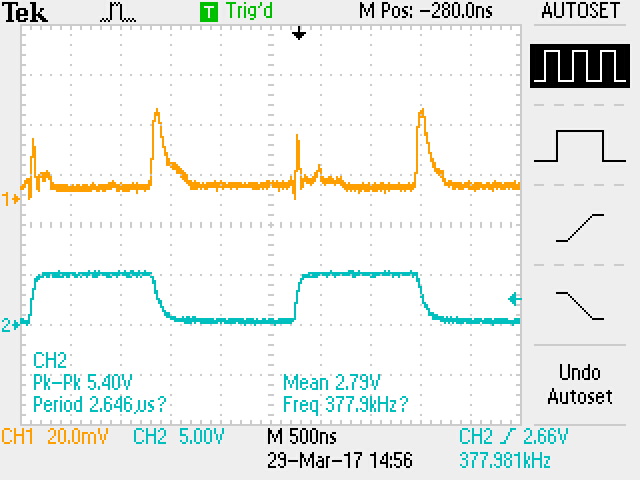 Tek T Trig'd M Pos: -280.0ns AUTOSET
1
2
CH2
Pk-Pk 5.40V Mean 2.79V
Period 2.646µs? Freq 377.9kHz?
Undo
Autoset
CH1 20.0mV CH2 5.00V M 500ns CH2 2.66V
29-Mar-17 14:56 377.981kHz